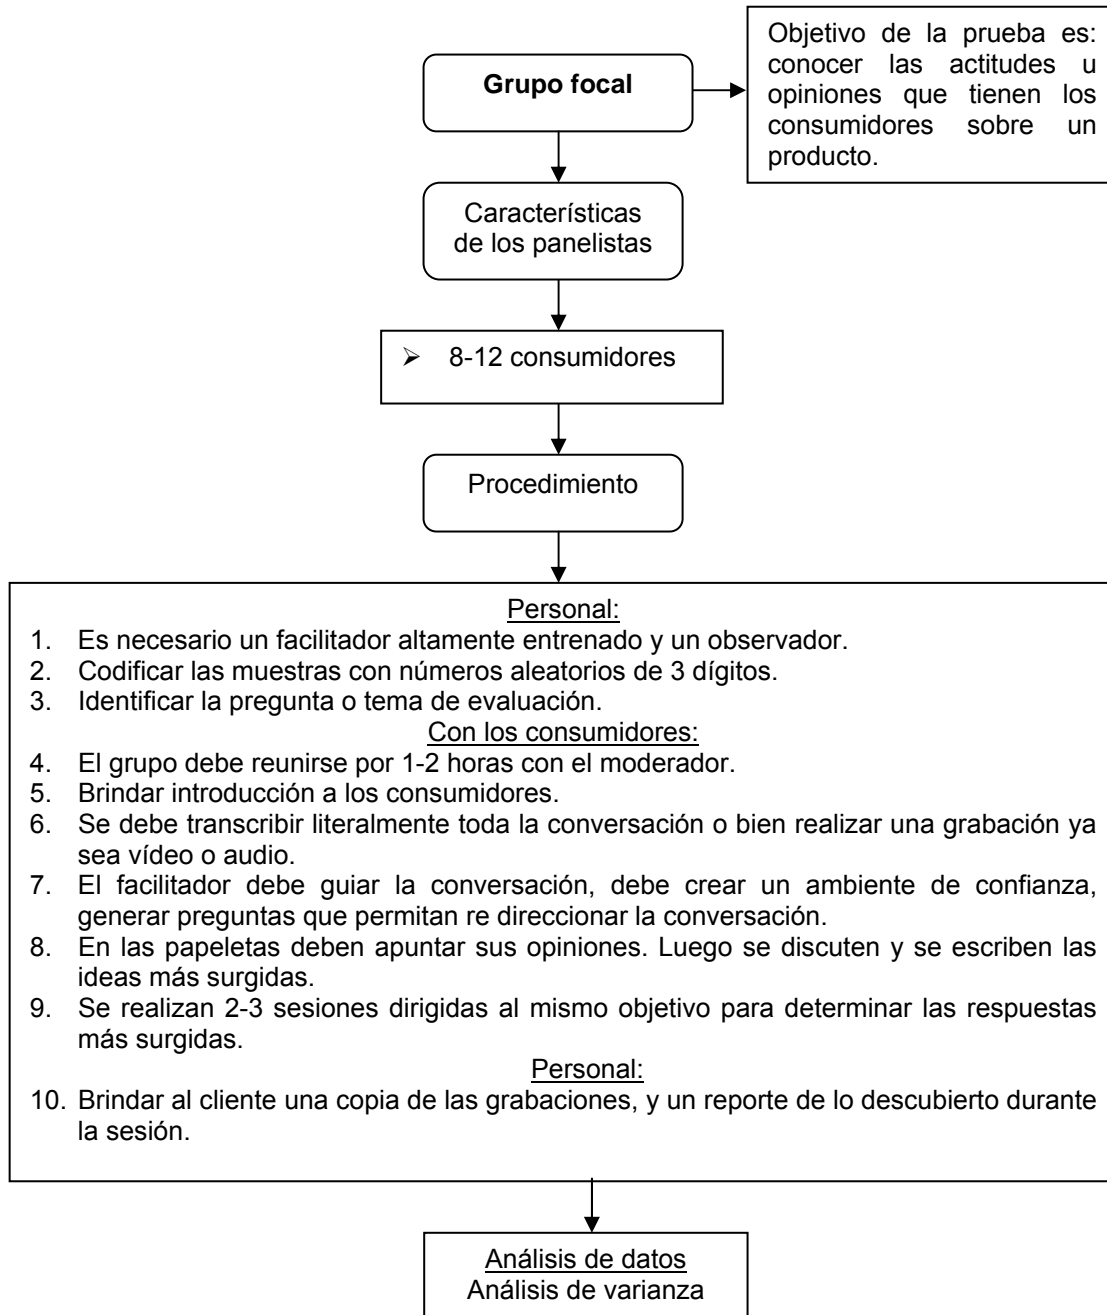 Grupo focal
Objetivo de la prueba es:
conocer las actitudes u
opiniones que tienen los
consumidores sobre un
producto.
Cararterísticas
de los panelistas
➢ 8-12 consumidores
Procedimiento
Personal:
1. Es necesario un facilitador altamente entrenado y un observador.
2. Codificar las muestras con números aleatorios de 3 dígitos.
3. Identificar la pregunta o tema de evaluación.
Con los consumidores:
4. El grupo debe reunirse por 1-2 horas con el moderador.
5. Brindar introducción a los consumidores.
6. Se debe transcribir literalmente toda la conversación o bien realizar una grabación ya
sea vídeo o audio.
7. El facilitador debe guiar la conversación, debe crear un ambiente de confianza,
generar preguntas que permitan re direccionar la conversación.
8. En las papeletas deben apuntar sus opiniones. Luego se discuten y se escriben las
ideas más surgidas.
9. Se realizan 2-3 sesiones dirigidas al mismo objetivo para determinar las respuestas
más surgidas.
Personal:
10. Brindar al cliente una copia de las grabaciones, y un reporte de lo descubierto durante
la sesión.
Análisis de datos
Análisis de varianza